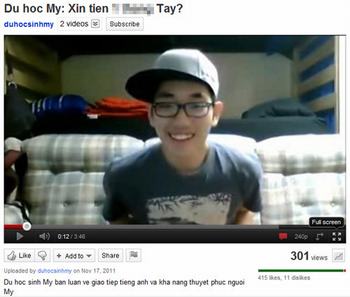 Du hoc My: Xin tien Tay?
duhocsinhmy 2 videos Subscribe
Full screen
0:12 / 3:46 240p
Like Add to Share 301 views
Uploaded by duhocsinhmy on Nov 17, 2011 415 likes, 11 dislikes
Du hoc sinh My ban luan ve giao tiep tieng anh va kha nang thuyet phuc nguoi
My